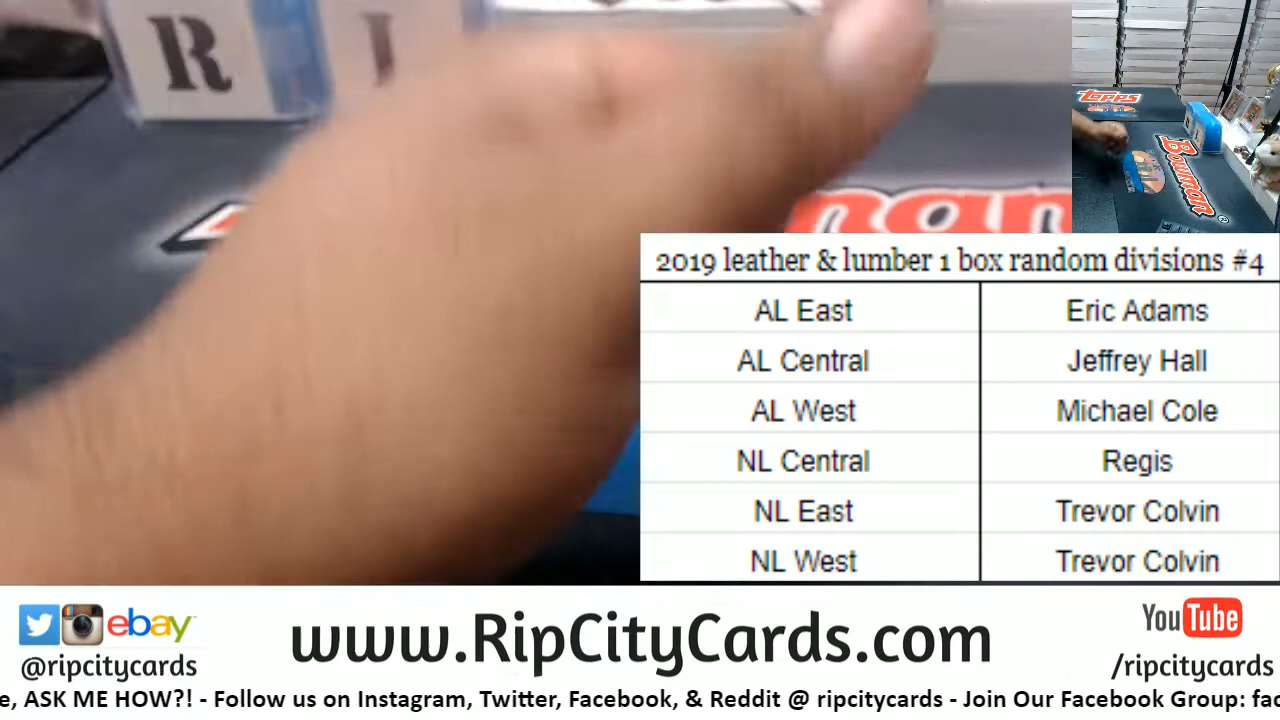 R I
Topps
Bowman
man
2019 leather & lumber 1 box random divisions #4
AL East Eric Adams
AL Central Jeffrey Hall
AL West Michael Cole
NL Central Regis
NL East Trevor Colvin
NL West Trevor Colvin
ebay
www.RipCityCards.com
YouTube
@ripcitycards
/ripcitycards
e, ASK ME HOW?! - Follow us on Instagram, Twitter, Facebook, & Reddit @ ripcitycards - Join Our Facebook Group: fac